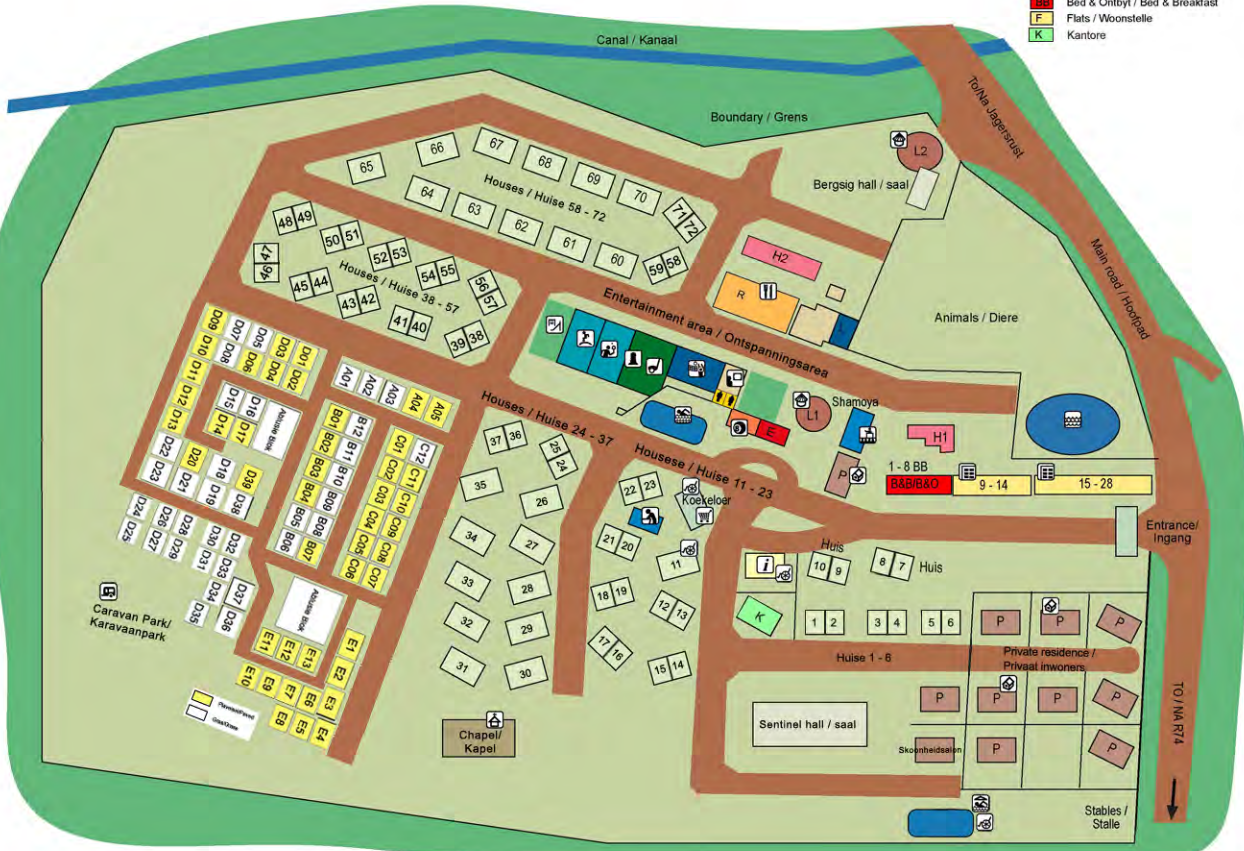 BB Bed & Ontbyt / Bed & Breakfast
F Flats / Woonstelle
K Kantore
Canal / Kanaal
To/Na Jagersrust
Boundary / Grens
L2
Bergsig hall / saal
Main road / Hoofpad
Animals / Diere
65
66
67
68
69
70
71
72
Houses / Huise 58 - 72
64
63
62
61
60
59
58
48
49
50
51
52
53
54
55
56
57
Houses / Huise 38 - 57
46
47
45
44
43
42
41
40
39
38
H2
R
L
Entertainment area / Ontspanningsarea
E
L1
Shamoya
P
H1
1 - 8 BB
B&B/B&O
9 - 14
15 - 28
Entrance/
Ingang
Houses / Huise 24 - 37
Housese / Huise 11 - 23
D09
D07
D05
D03
D01
D10
D08
D06
D04
D02
D11
D12
D13
D15
D16
D14
D17
Ablusie Blok
D22
D20
D18
D39
D23
D21
D19
D38
D24
D26
D28
D30
D32
D25
D27
D29
D31
D33
D34
D37
D35
D36
A01
A02
A03
A04
A05
B01
B12
B02
B11
B03
B10
B04
B09
B05
B08
B06
B07
C01
C12
C02
C11
C03
C10
C04
C09
C05
C08
C06
C07
Ablusie Blok
E11
E12
E13
E1
E2
E3
E4
E10
E9
E7
E6
E8
E5
Caravan Park/
Karavaanpark
37
36
25
24
35
26
34
27
33
28
32
29
31
30
22
23
Koekeloer
21
20
11
18
19
12
13
17
16
15
14
i
Huis
10
9
8
7
Huis
K
1
2
3
4
5
6
P
P
P
Huise 1 - 6
Private residence /
Privaat inwoners
P
P
P
P
Sentinel hall / saal
Skoonheidsalon
P
P
Chapel/
Kapel
Stables /
Stalle
TO / NA R74